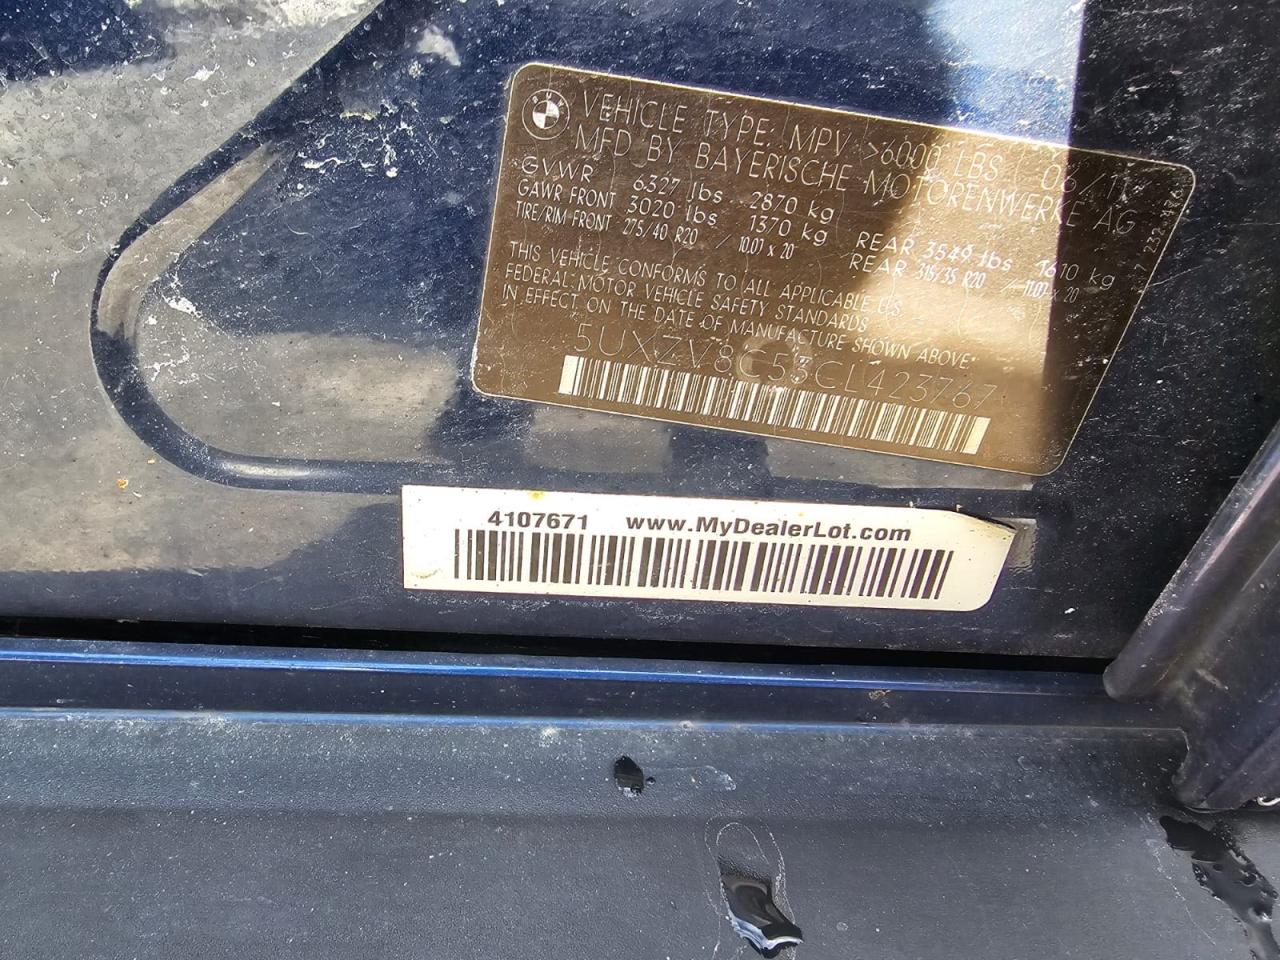 VEHICLE TYPE: MPV >6000 LBS 06/11
MFD BY BAYERISCHE MOTORENWERKE AG
GVWR 6327 lbs 2870 kg
GAWR FRONT 3020 lbs 1370 kg REAR 3549 lbs 1610 kg
TIRE/RIM FRONT 275/40 R20 / 10.0J x 20 REAR 315/35 R20 / 11.0J x 20
THIS VEHICLE CONFORMS TO ALL APPLICABLE U.S.
FEDERAL MOTOR VEHICLE SAFETY STANDARDS
IN EFFECT ON THE DATE OF MANUFACTURE SHOWN ABOVE:
5UXZV8C53CL423767
4107671 www.MyDealerLot.com